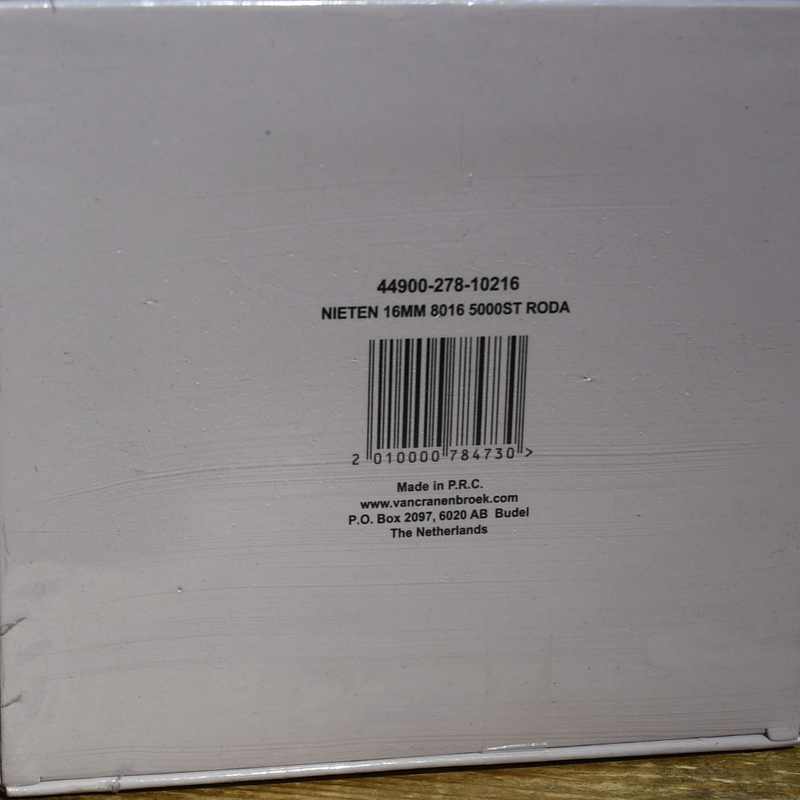 44900-278-10216
NIETEN 16MM 8016 5000ST RODA
2 010000 784730 >
Made in P.R.C.
www.vancranenbroek.com
P.O. Box 2097, 6020 AB Budel
The Netherlands